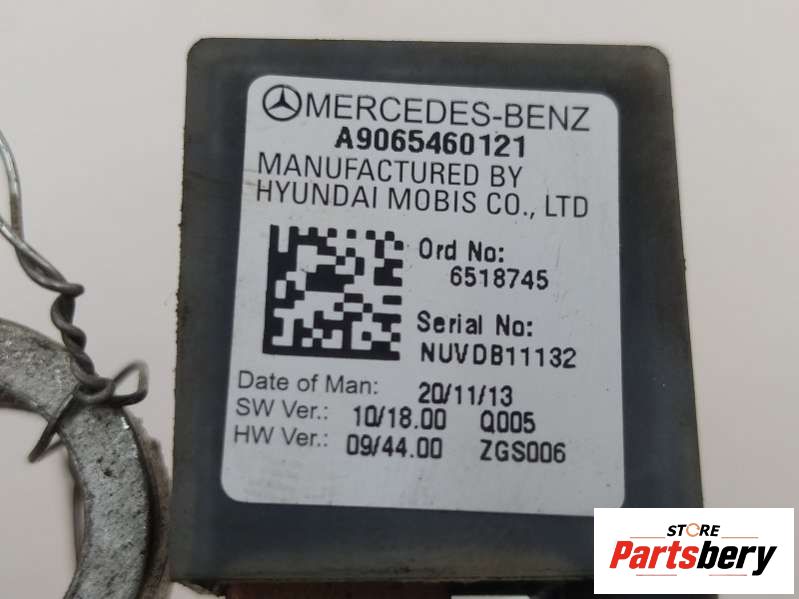 MERCEDES-BENZ
A9065460121
MANUFACTURED BY
HYUNDAI MOBIS CO., LTD
Ord No:
6518745
Serial No:
NUVDB11132
Date of Man: 20/11/13
SW Ver.: 10/18.00 Q005
HW Ver.: 09/44.00 ZGS006
STORE
Partsbery